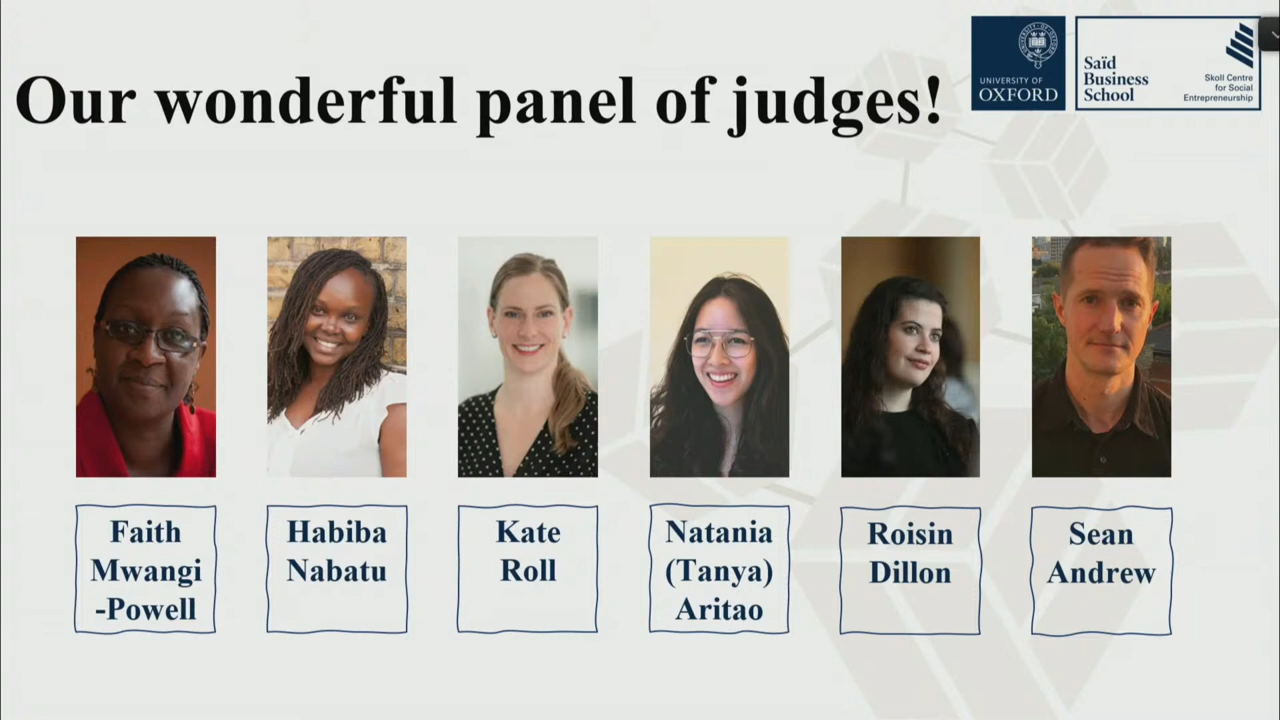 Our wonderful panel of judges!
UNIVERSITY OF
OXFORD
Saïd
Business
School
Skoll Centre
for Social
Entrepreneurship
Faith
Mwangi
-Powell
Habiba
Nabatu
Kate
Roll
Natania
(Tanya)
Aritao
Roisin
Dillon
Sean
Andrew